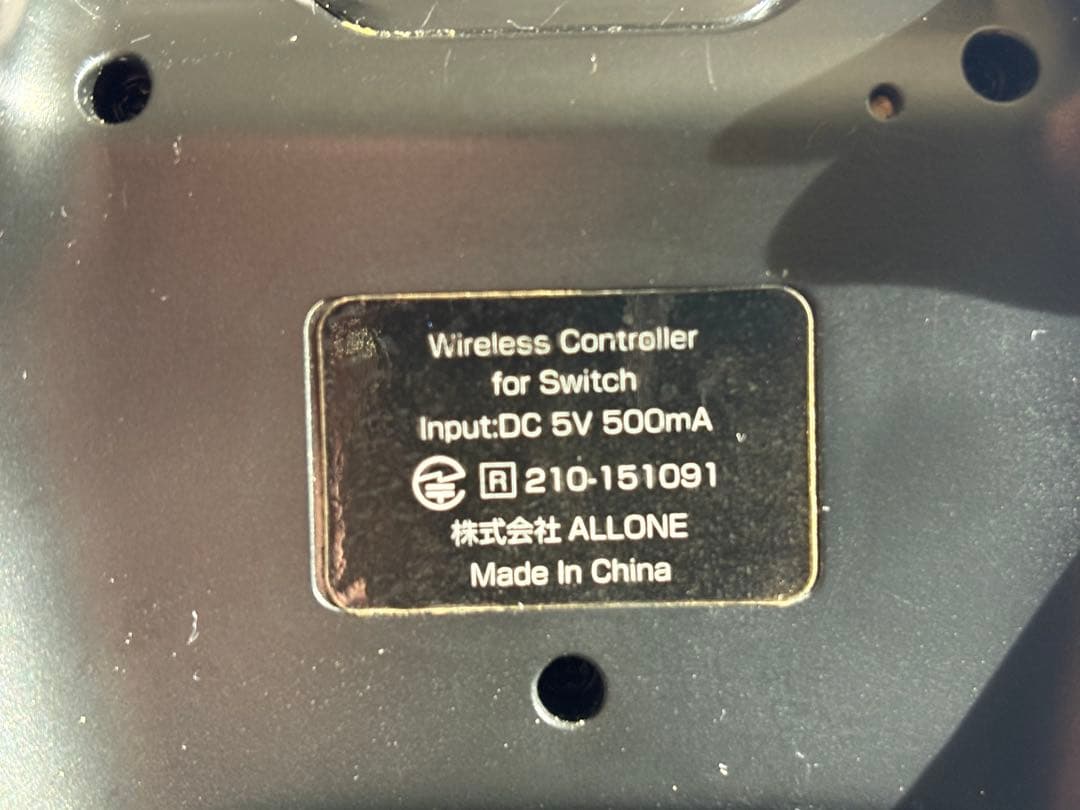 Wireless Controller
for Switch
Input:DC 5V 500mA
R 210-151091
株式会社 ALLONE
Made In China